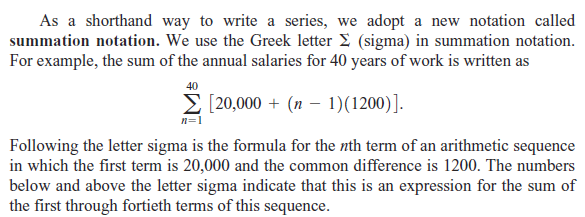 As a shorthand way to write a series, we adopt a new notation called
summation notation. We use the Greek letter Σ (sigma) in summation notation.
For example, the sum of the annual salaries for 40 years of work is written as
40
Σ [20,000 + (n − 1)(1200)].
n=1
Following the letter sigma is the formula for the nth term of an arithmetic sequence
in which the first term is 20,000 and the common difference is 1200. The numbers
below and above the letter sigma indicate that this is an expression for the sum of
the first through fortieth terms of this sequence.